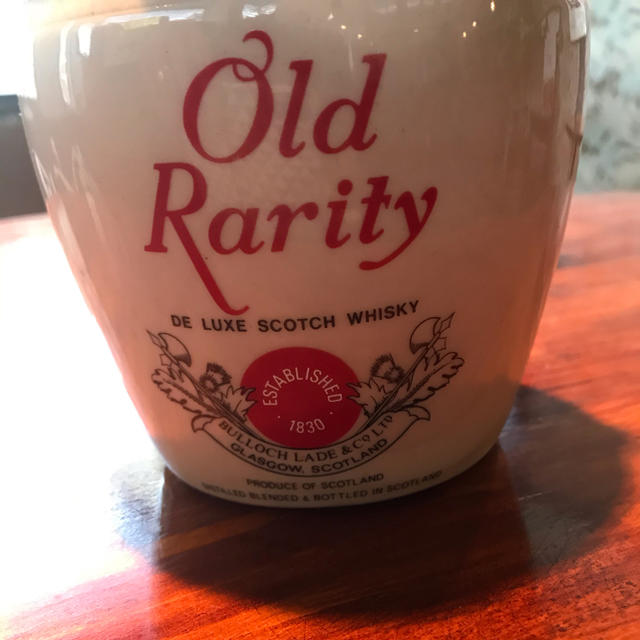 Old
Rarity
DE LUXE SCOTCH WHISKY
ESTABLISHED
· 1830 ·
BULLOCH LADE & Co LTD
GLASGOW, SCOTLAND
PRODUCE OF SCOTLAND
DISTILLED BLENDED & BOTTLED IN SCOTLAND